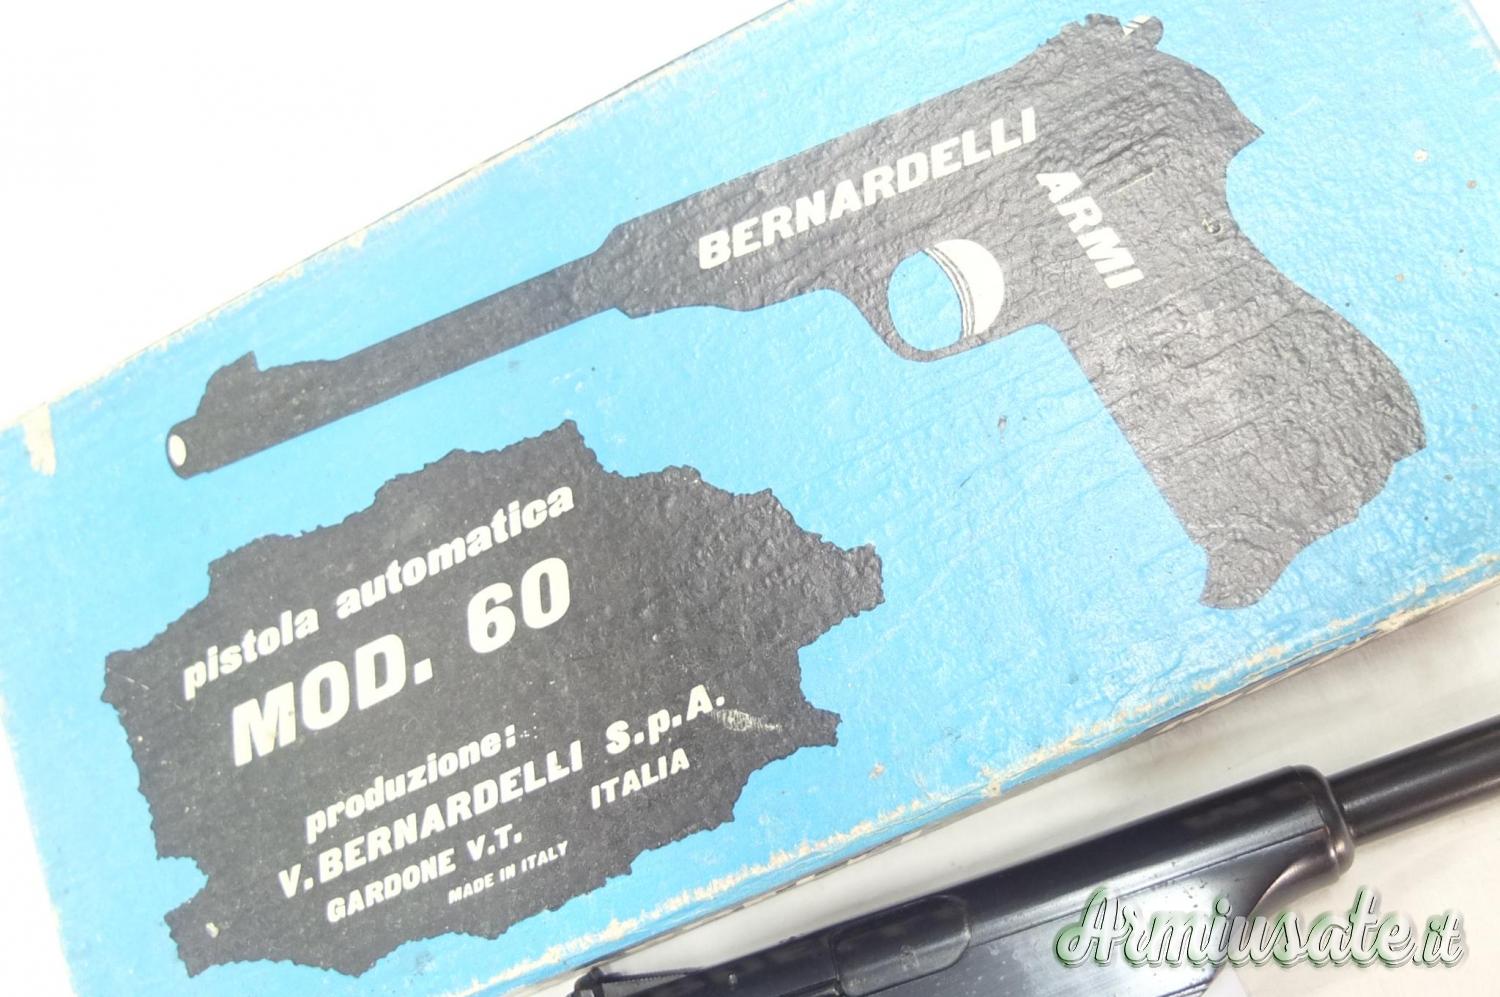 BERNARDELLI
ARMI
pistola automatica
MOD. 60
produzione:
V. BERNARDELLI S.p.A.
GARDONE V.T. ITALIA
MADE IN ITALY
Armiusate.it